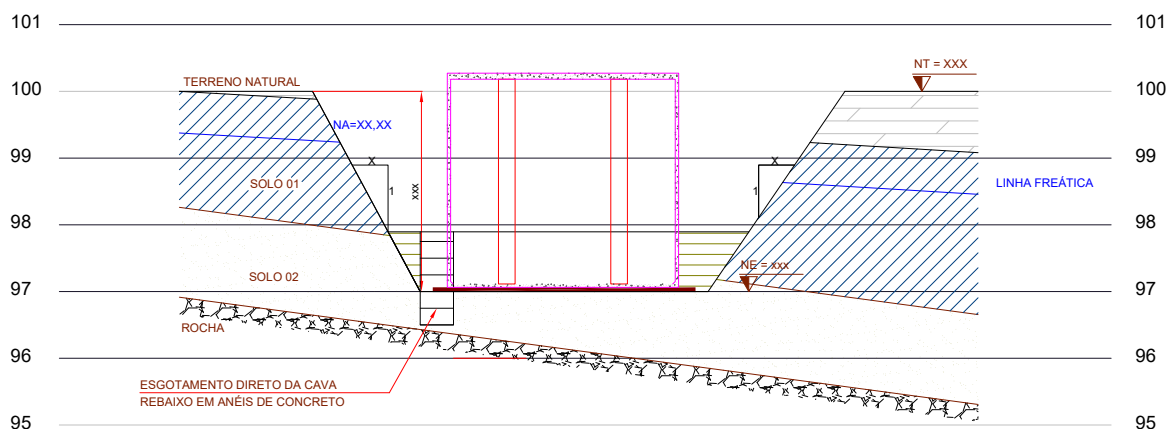 101 101
NT = XXX
TERRENO NATURAL
100 100
NA=XX,XX
99 99
X X
SOLO 01
1 xxx 1
LINHA FREÁTICA
98 98
SOLO 02
NE = xxx
97 97
ROCHA
96 96
ESGOTAMENTO DIRETO DA CAVA
REBAIXO EM ANÉIS DE CONCRETO
95 95